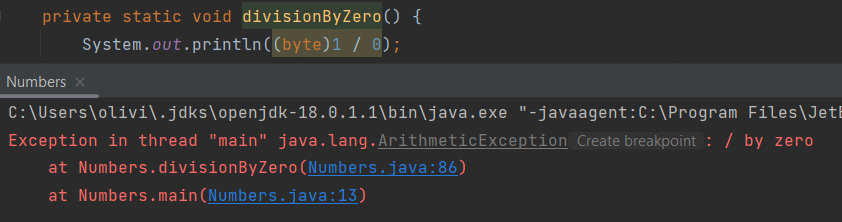 private static void divisionByZero() {
System.out.println((byte)1 / 0);
Numbers ×
C:\Users\olivi\.jdks\openjdk-18.0.1.1\bin\java.exe "-javaagent:C:\Program Files\JetB
Exception in thread "main" java.lang.ArithmeticException Create breakpoint : / by zero
at Numbers.divisionByZero(Numbers.java:86)
at Numbers.main(Numbers.java:13)